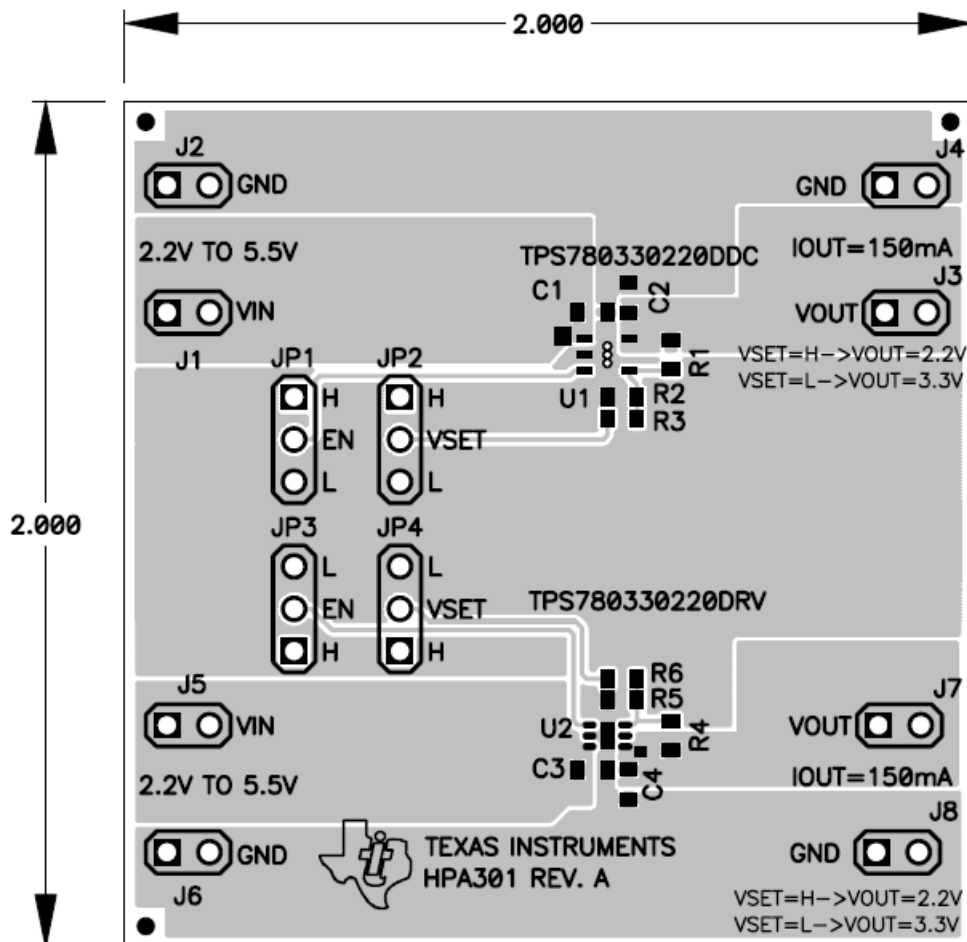 2.000
J2
J4
GND
GND
2.2V TO 5.5V
TPS780330220DDC
IOUT=150mA
C1
C2
J3
VIN
VOUT
J1
JP1
JP2
R1
VSET=H->VOUT=2.2V
VSET=L->VOUT=3.3V
H
H
U1
R2
R3
EN
VSET
L
L
2.000
JP3
JP4
L
L
TPS780330220DRV
EN
VSET
H
H
R6
R5
J5
J7
VIN
U2
R4
VOUT
C3
C4
2.2V TO 5.5V
IOUT=150mA
J8
GND
TEXAS INSTRUMENTS
HPA301 REV. A
GND
J6
VSET=H->VOUT=2.2V
VSET=L->VOUT=3.3V